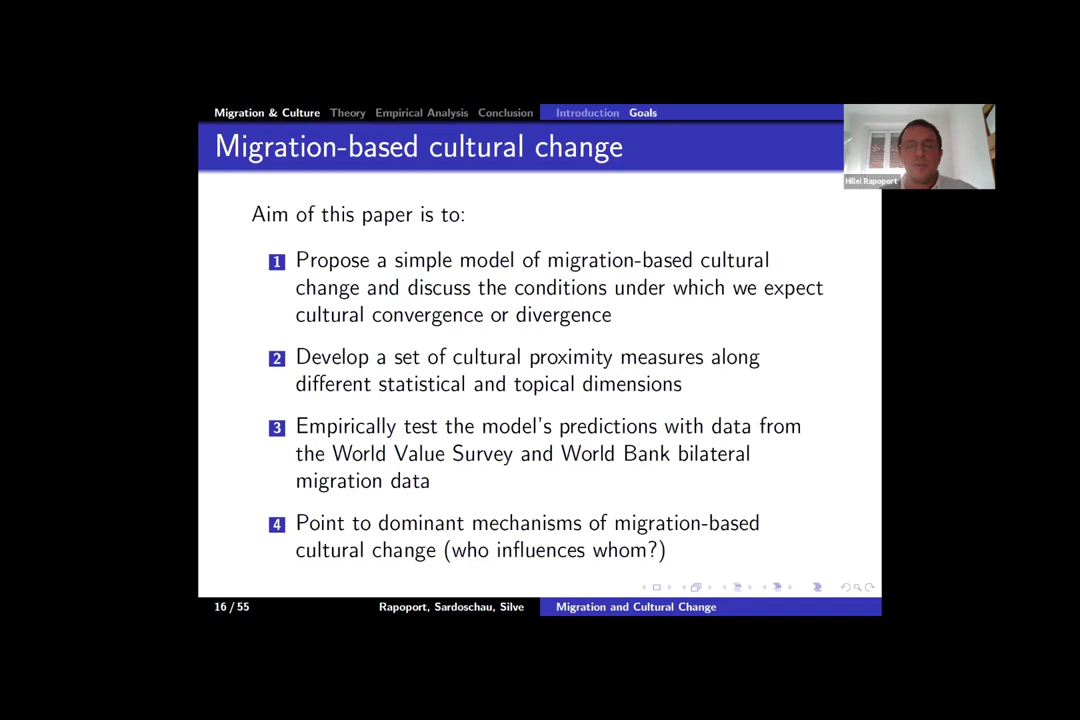 Migration & Culture Theory Empirical Analysis Conclusion Introduction Goals
Migration-based cultural change
Hillel Rapoport
Aim of this paper is to:
1 Propose a simple model of migration-based cultural
change and discuss the conditions under which we expect
cultural convergence or divergence
2 Develop a set of cultural proximity measures along
different statistical and topical dimensions
3 Empirically test the model's predictions with data from
the World Value Survey and World Bank bilateral
migration data
4 Point to dominant mechanisms of migration-based
cultural change (who influences whom?)
16 / 55 Rapoport, Sardoschau, Silve Migration and Cultural Change